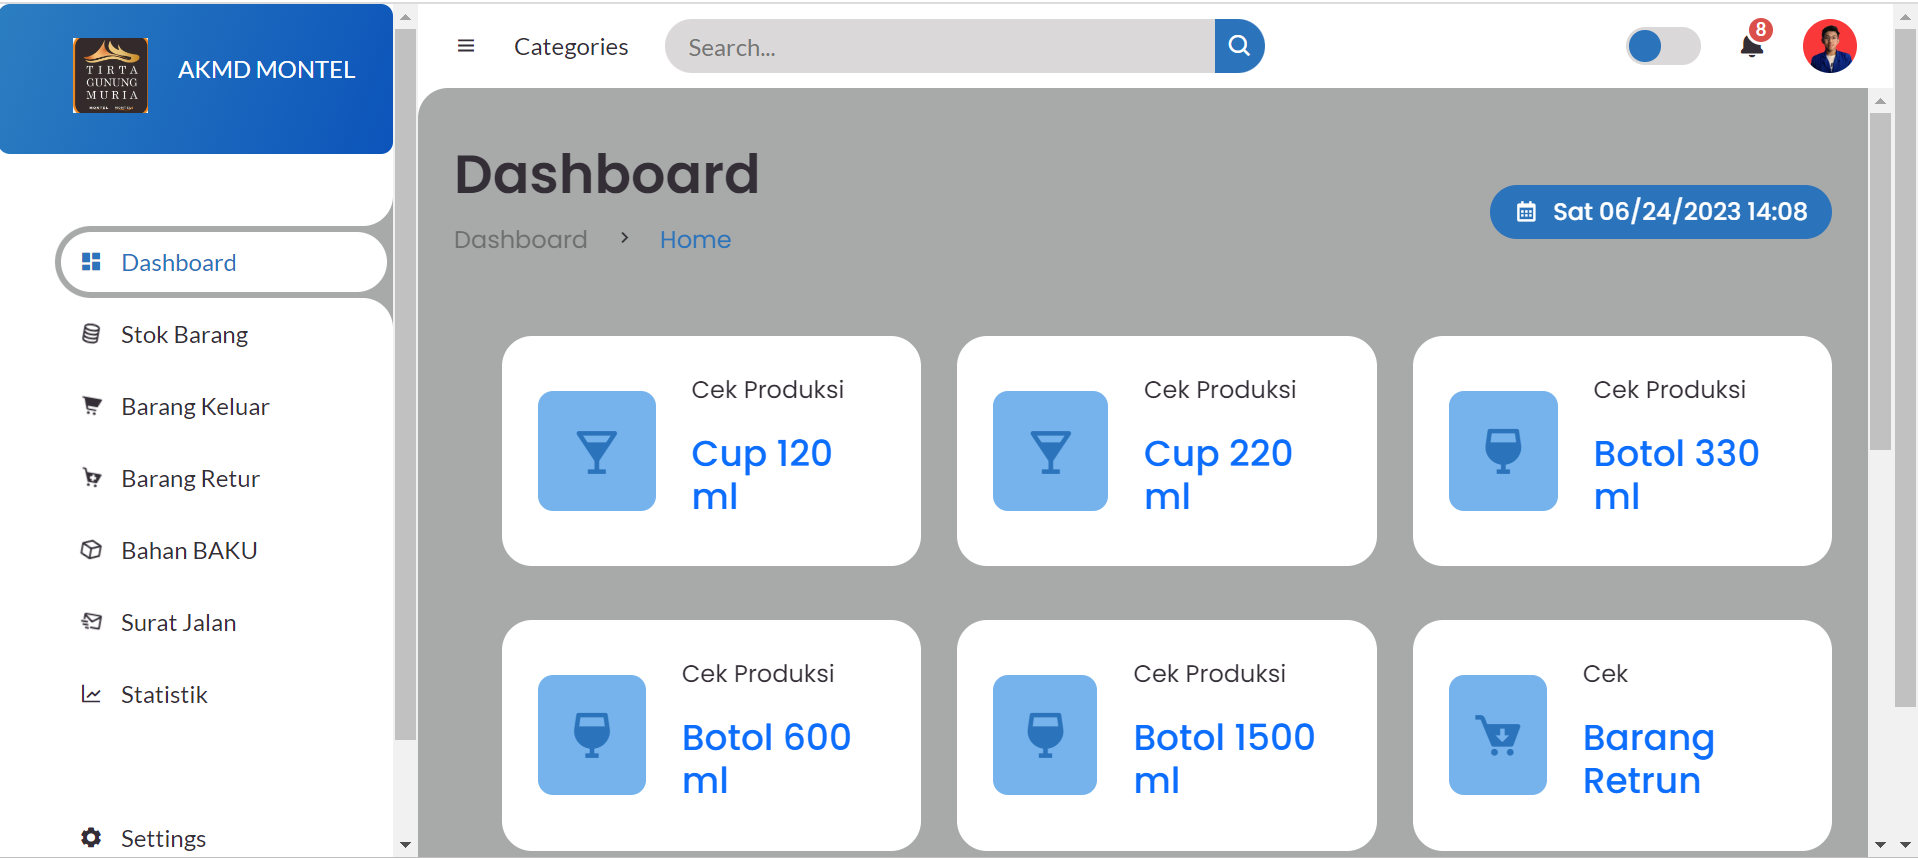 TIRTA
GUNUNG
MURIA
MONTEL
AKMD MONTEL
Categories
Search...
8
Dashboard
Stok Barang
Barang Keluar
Barang Retur
Bahan BAKU
Surat Jalan
Statistik
Settings
Dashboard
Dashboard > Home
Sat 06/24/2023 14:08
Cek Produksi
Cup 120
ml
Cek Produksi
Cup 220
ml
Cek Produksi
Botol 330
ml
Cek Produksi
Botol 600
ml
Cek Produksi
Botol 1500
ml
Cek
Barang
Retrun